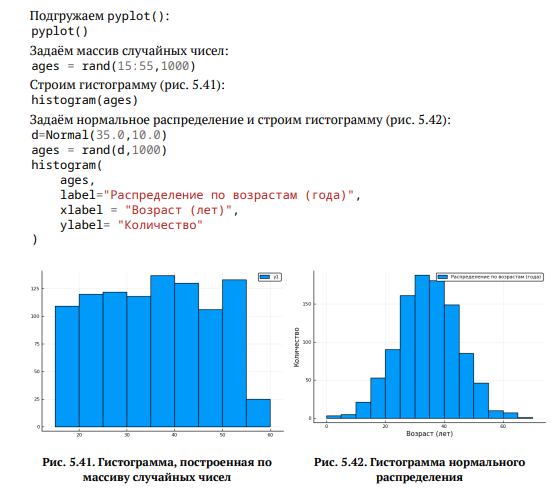 Подгружаем pyplot():
pyplot()
Задаём массив случайных чисел:
ages = rand(15:55,1000)
Строим гистограмму (рис. 5.41):
histogram(ages)
Задаём нормальное распределение и строим гистограмму (рис. 5.42):
d=Normal(35.0,10.0)
ages = rand(d,1000)
histogram(
ages,
label="Распределение по возрастам (года)",
xlabel = "Возраст (лет)",
ylabel= "Количество"
)
y1
125
100
75
50
25
0
20
30
40
50
60
Распределение по возрастам (года)
Количество
150
100
50
0
0
20
40
60
Возраст (лет)
Рис. 5.41. Гистограмма, построенная по
массиву случайных чисел
Рис. 5.42. Гистограмма нормального
распределения